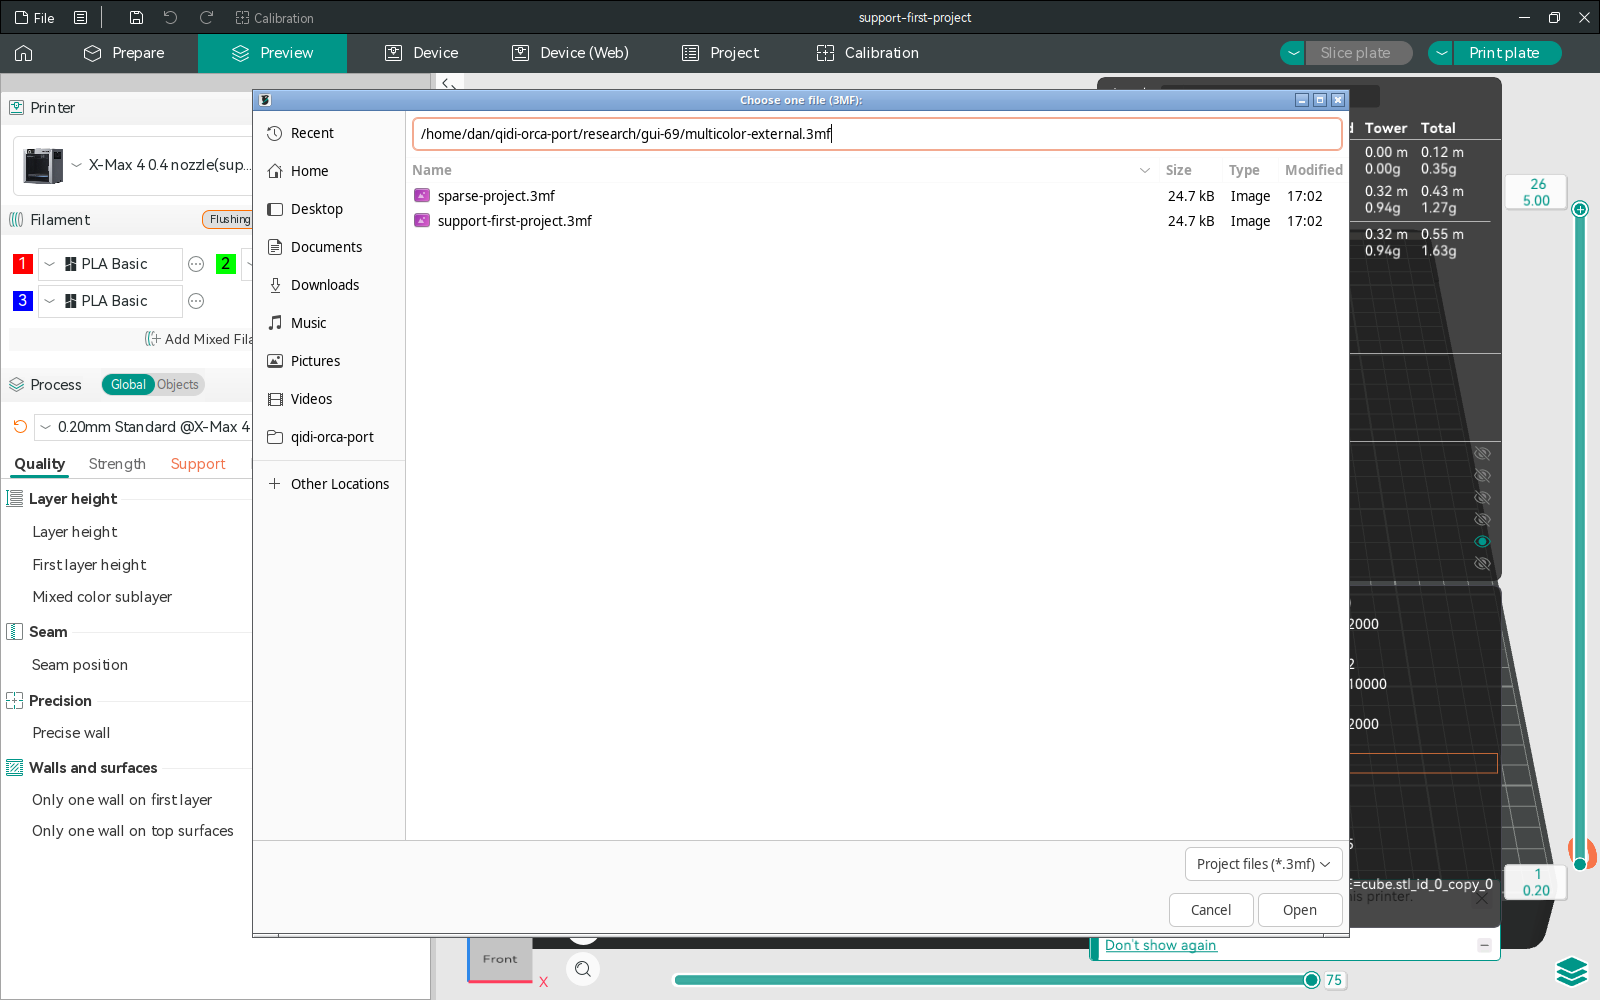 File
Calibration
support-first-project
Prepare
Preview
Device
Device (Web)
Project
Calibration
Slice plate
Print plate
Printer
X-Max 4 0.4 nozzle(sup...
Filament
Flushing
1 PLA Basic
2
3 PLA Basic
Add Mixed Fila
Process
Global
Objects
0.20mm Standard @X-Max 4
Quality
Strength
Support
Layer height
Layer height
First layer height
Mixed color sublayer
Seam
Seam position
Precision
Precise wall
Walls and surfaces
Only one wall on first layer
Only one wall on top surfaces
Choose one file (3MF):
Recent
Home
Desktop
Documents
Downloads
Music
Pictures
Videos
qidi-orca-port
Other Locations
/home/dan/qidi-orca-port/research/gui-69/multicolor-external.3mf
Name Size Type Modified
sparse-project.3mf 24.7 kB Image 17:02
support-first-project.3mf 24.7 kB Image 17:02
Project files (*.3mf)
Cancel
Open
Tower Total
0.00 m 0.12 m
0.00g 0.35g
0.32 m 0.43 m
0.94g 1.27g
0.32 m 0.55 m
0.94g 1.63g
26
5.00
2000
2
10000
2000
E=cube.stl_id_0_copy_0
this printer.
1
0.20
Don't show again
Front
X
75